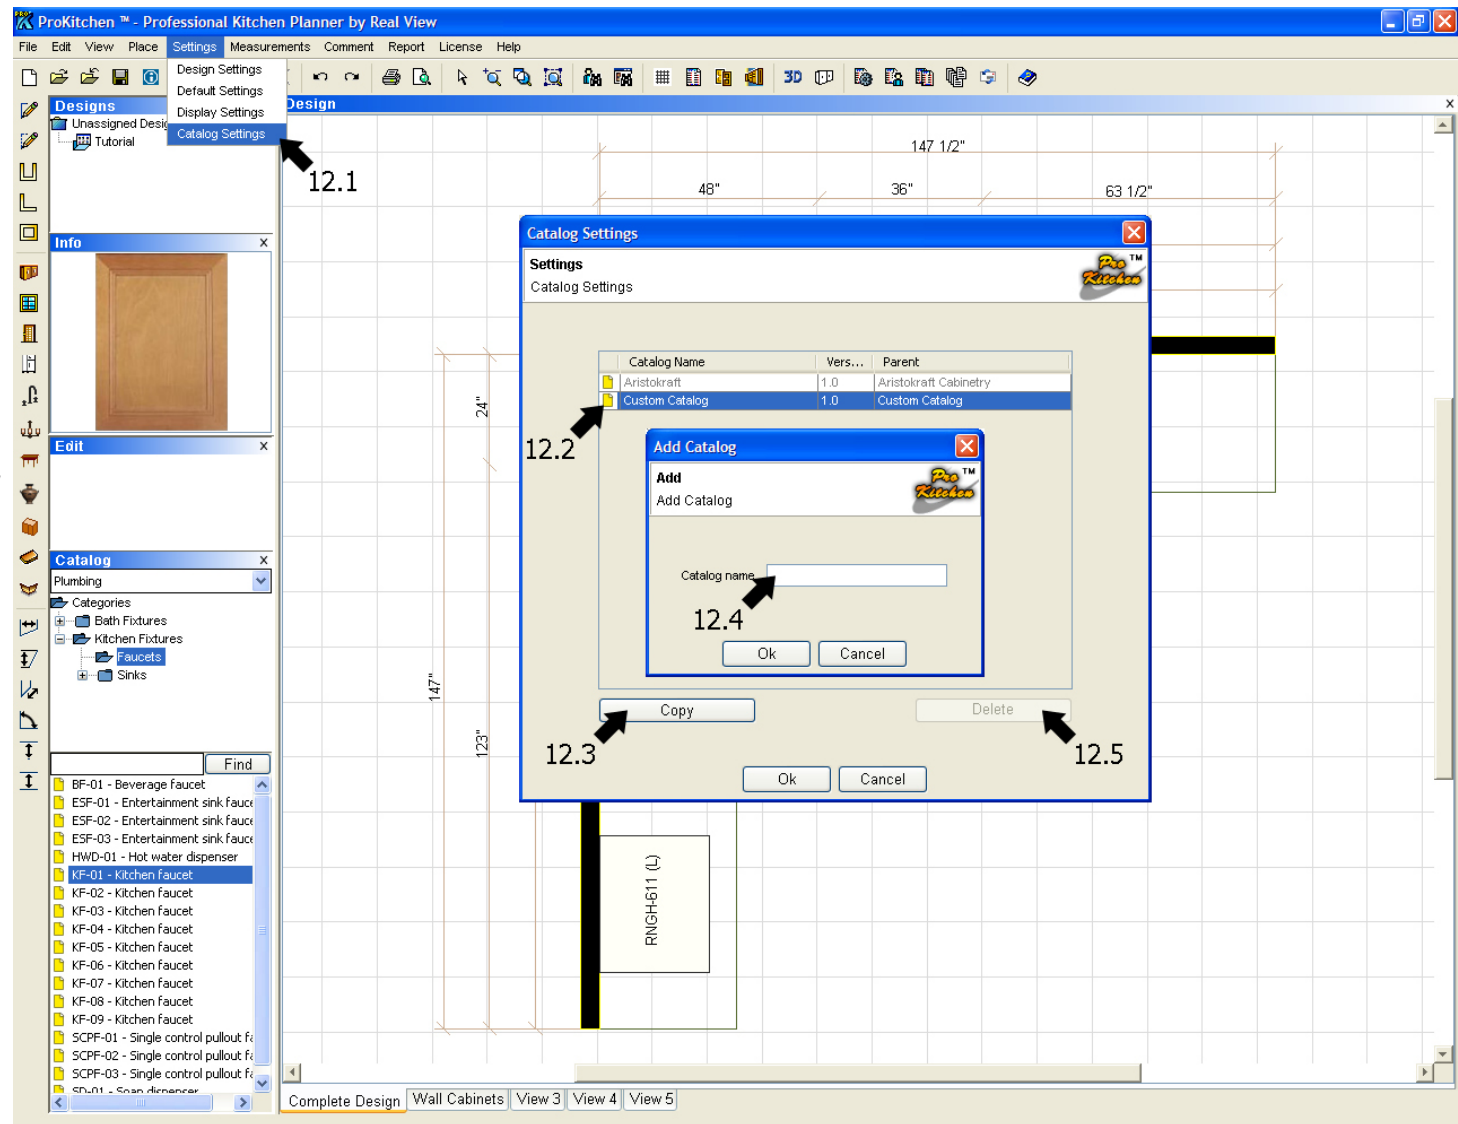 ProKitchen ™ - Professional Kitchen Planner by Real View
File Edit View Place Settings Measurements Comment Report License Help
Design Settings
Default Settings
Display Settings
Catalog Settings
12.1
3D
Designs
Unassigned Desig
Tutorial
Info x
Edit x
Catalog x
Plumbing
Categories
Bath Fixtures
Kitchen Fixtures
Faucets
Sinks
Find
BF-01 - Beverage faucet
ESF-01 - Entertainment sink fauce
ESF-02 - Entertainment sink fauce
ESF-03 - Entertainment sink fauce
HWD-01 - Hot water dispenser
KF-01 - Kitchen faucet
KF-02 - Kitchen faucet
KF-03 - Kitchen faucet
KF-04 - Kitchen faucet
KF-05 - Kitchen faucet
KF-06 - Kitchen faucet
KF-07 - Kitchen faucet
KF-08 - Kitchen faucet
KF-09 - Kitchen faucet
SCPF-01 - Single control pullout fa
SCPF-02 - Single control pullout fa
SCPF-03 - Single control pullout fa
SD-01 - Soap dispenser
Design x
147 1/2"
48" 36" 63 1/2"
24"
147"
123"
RNGH-611 (L)
Catalog Settings
Settings
Catalog Settings
Pro Kitchen ™
Catalog Name Vers... Parent
Aristokraft 1.0 Aristokraft Cabinetry
Custom Catalog 1.0 Custom Catalog
12.2
Add Catalog
Add
Add Catalog
Pro Kitchen ™
Catalog name
12.4
Ok Cancel
Copy Delete
12.3 12.5
Ok Cancel
Complete Design Wall Cabinets View 3 View 4 View 5